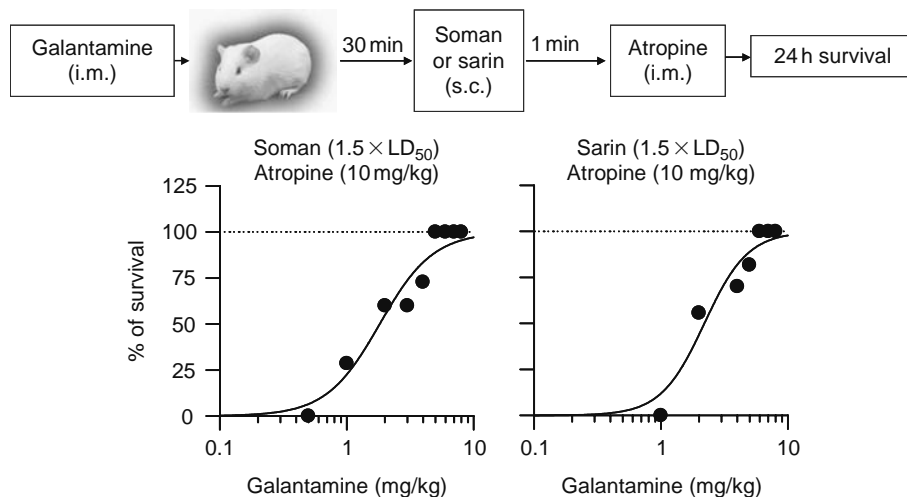 Galantamine
(i.m.)
30 min
Soman
or sarin
(s.c.)
1 min
Atropine
(i.m.)
24 h survival
Soman (1.5 × LD50)
Atropine (10 mg/kg)
Sarin (1.5 × LD50)
Atropine (10 mg/kg)
% of survival
125
100
75
50
25
0
0.1
1
10
0.1
1
10
Galantamine (mg/kg)
Galantamine (mg/kg)